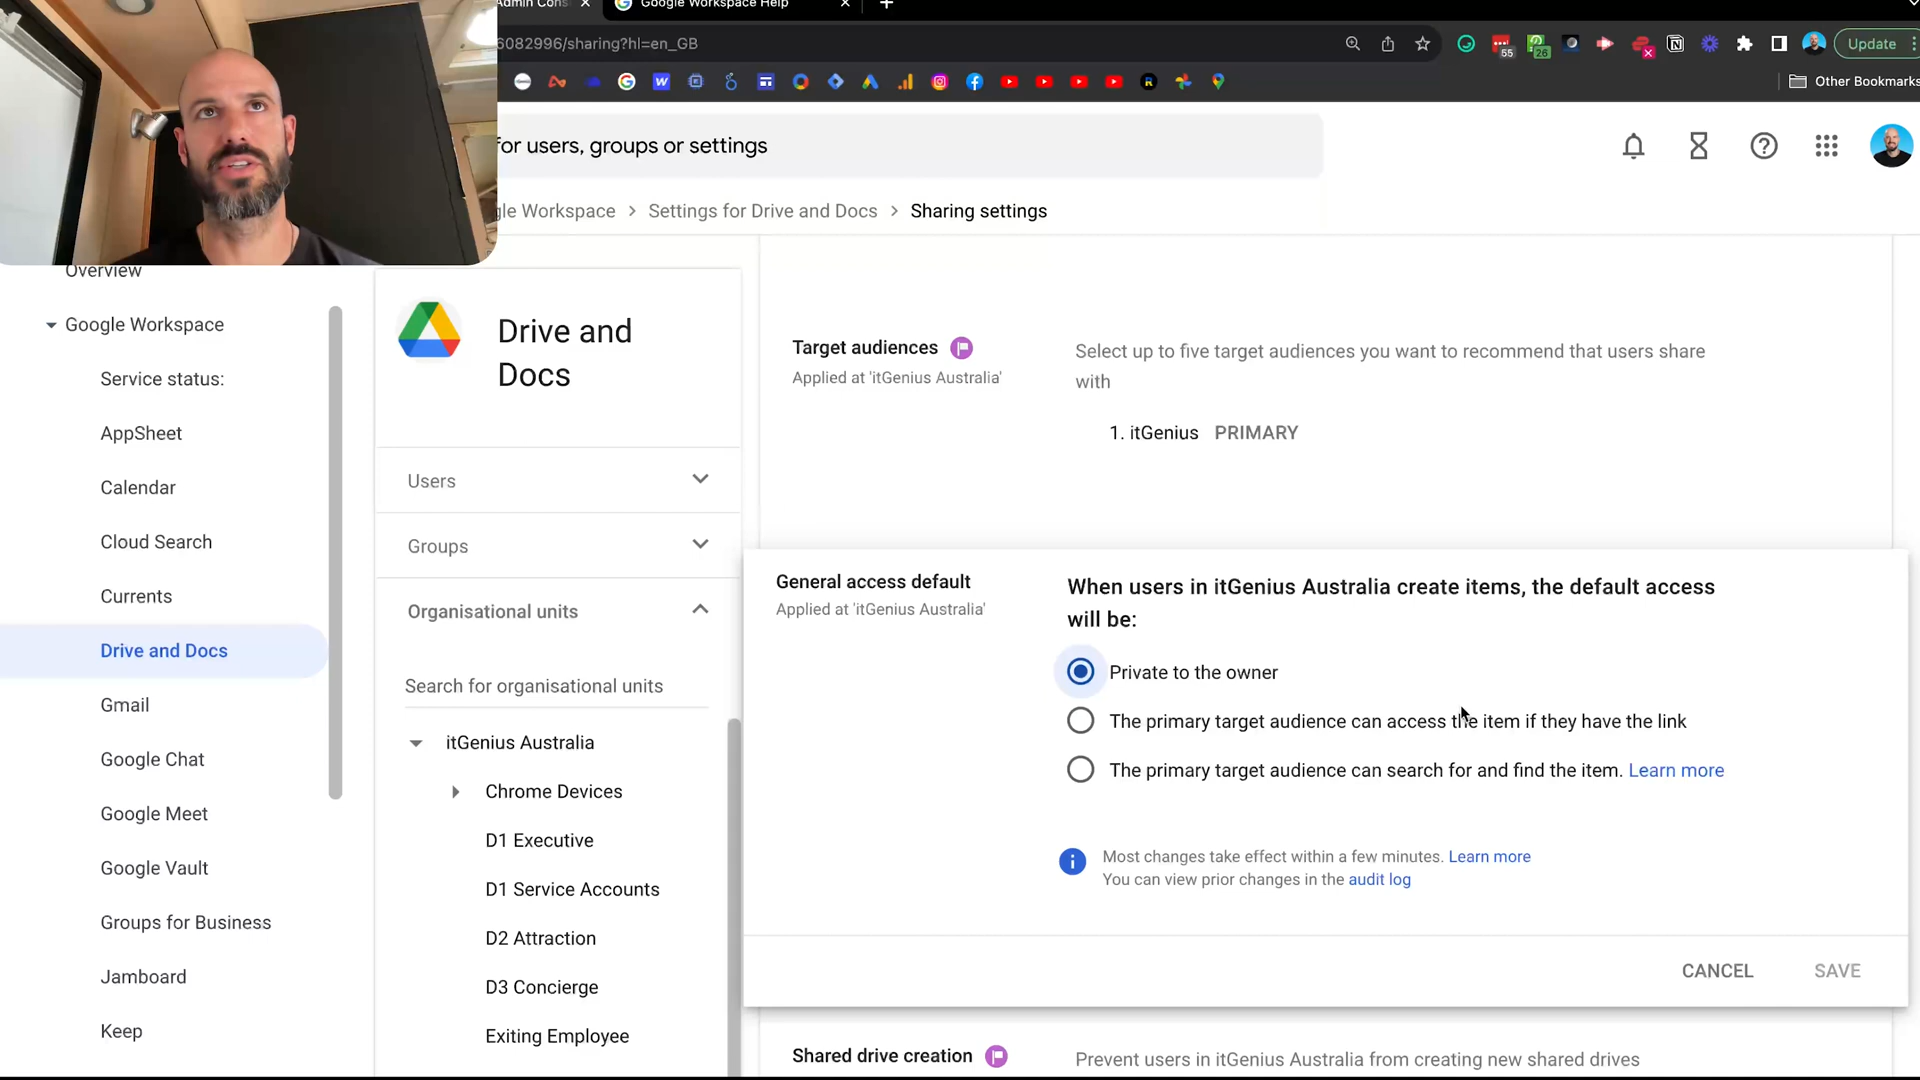 Admin Cons
Google Workspace Help
6082996/sharing?hl=en_GB
55
26
Update
Other Bookmarks
for users, groups or settings
gle Workspace > Settings for Drive and Docs > Sharing settings
Overview
Google Workspace
Service status:
AppSheet
Calendar
Cloud Search
Currents
Drive and Docs
Gmail
Google Chat
Google Meet
Google Vault
Groups for Business
Jamboard
Keep
Drive and
Docs
Users
Groups
Organisational units
Search for organisational units
itGenius Australia
Chrome Devices
D1 Executive
D1 Service Accounts
D2 Attraction
D3 Concierge
Exiting Employee
Target audiences
Applied at 'itGenius Australia'
Select up to five target audiences you want to recommend that users share
with
1. itGenius PRIMARY
General access default
Applied at 'itGenius Australia'
When users in itGenius Australia create items, the default access
will be:
Private to the owner
The primary target audience can access the item if they have the link
The primary target audience can search for and find the item. Learn more
Most changes take effect within a few minutes. Learn more
You can view prior changes in the audit log
CANCEL
SAVE
Shared drive creation
Prevent users in itGenius Australia from creating new shared drives